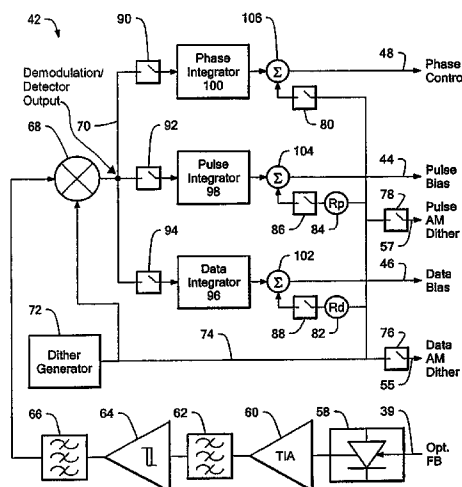 42
90
106
48
Phase Integrator 100
Σ
Phase Control
Demodulation/
Detector
Output
70
80
68
92
104
44
Pulse Integrator 98
Σ
Pulse Bias
78
86
Rp
84
Pulse AM Dither
57
94
102
46
Data Integrator 96
Σ
Data Bias
72
88
Rd
82
76
Dither Generator
74
Data AM Dither
55
66
64
62
60
58
39
TIA
Opt. FB